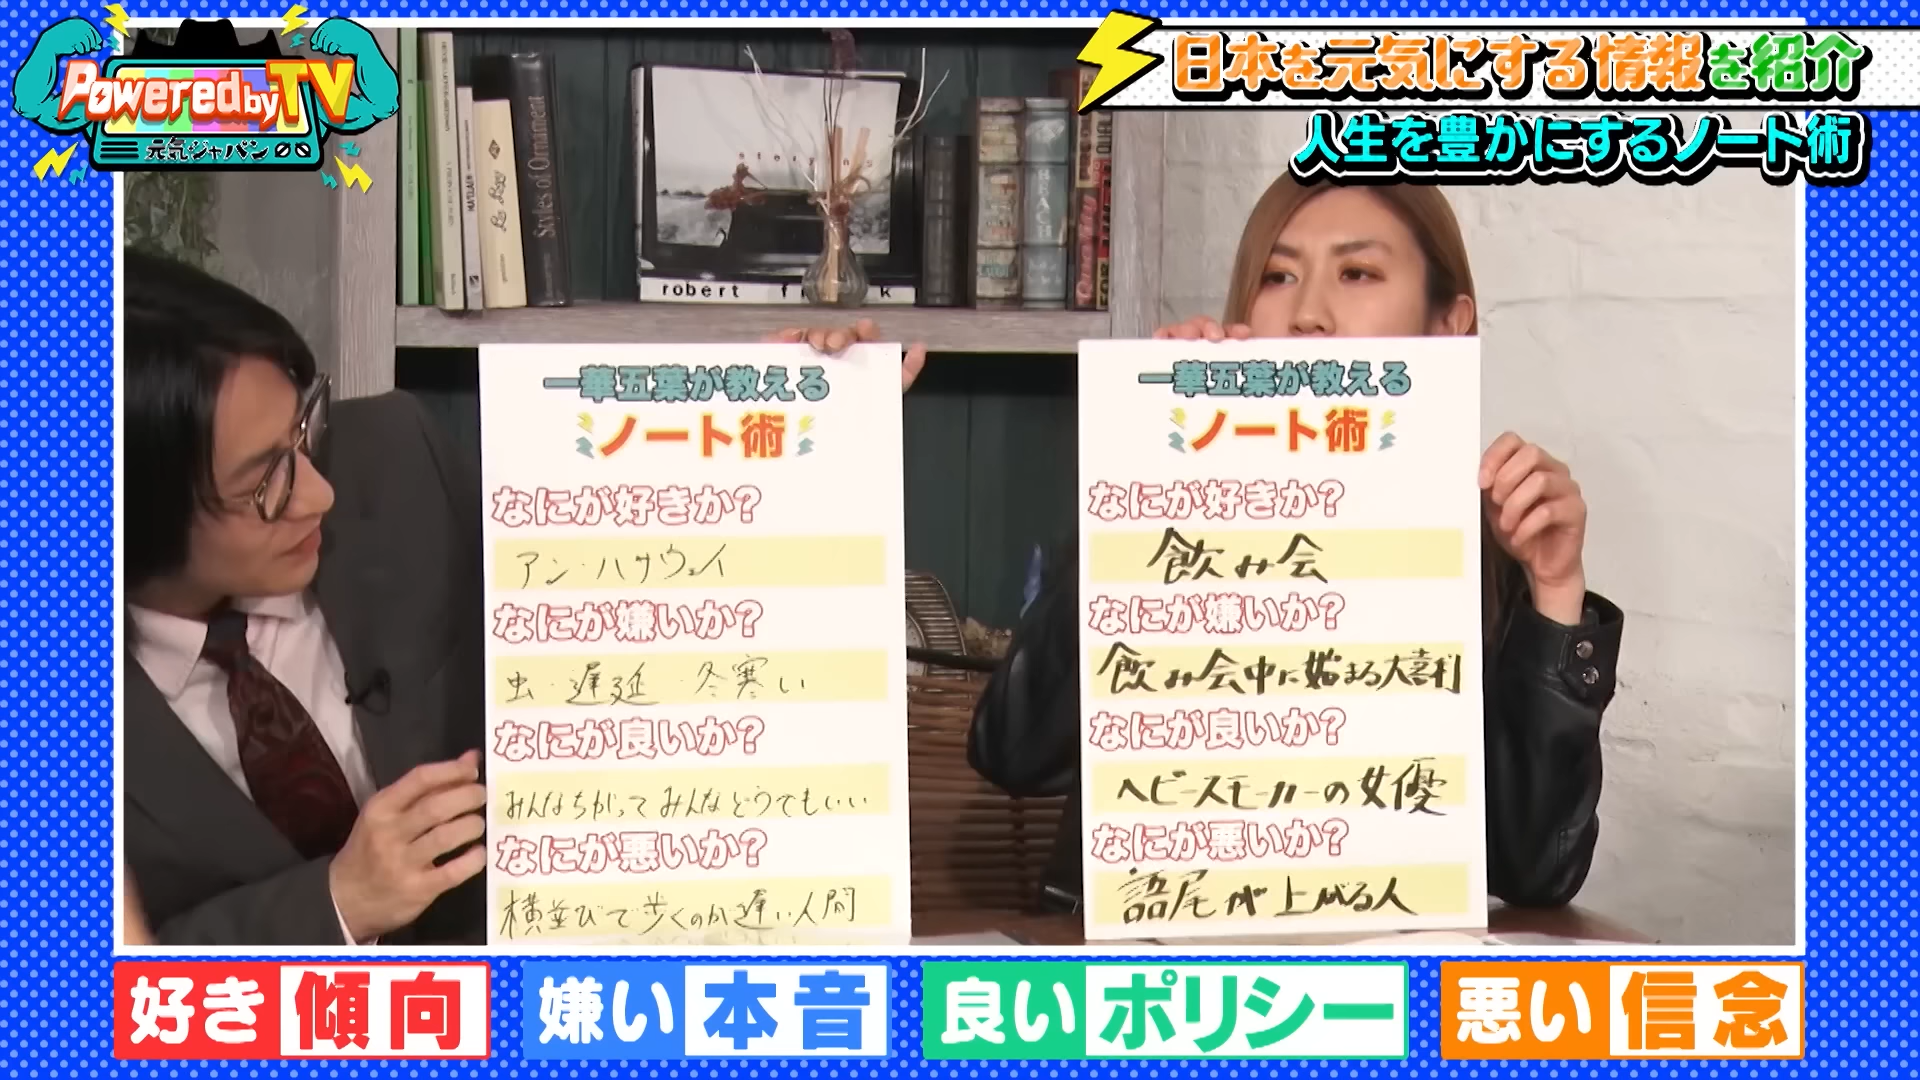 PoweredbyTV
元気ジャパン
日本を元気にする情報を紹介
人生を豊かにするノート術
Styles of Ornament
robert
BEACH
一華五葉が教える
ノート術
なにが好きか?
アン・ハサウェイ
なにが嫌いか?
虫・遅延・冬寒い
なにが良いか?
みんなちがってみんなどうでもいい
なにが悪いか?
横並びで歩くのが遅い人間
一華五葉が教える
ノート術
なにが好きか?
飲み会
なにが嫌いか?
飲み会中に始まる大喜利
なにが良いか?
ヘビースモーカーの女優
なにが悪いか?
語尾が上がる人
好き 傾向
嫌い 本音
良い ポリシー
悪い 信念